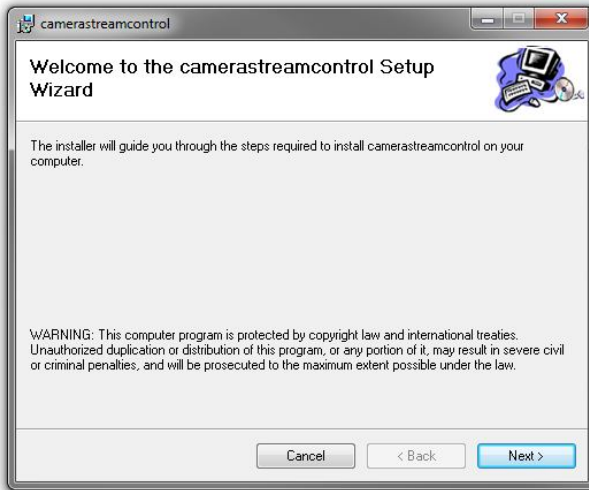 camerastreamcontrol
Welcome to the camerastreamcontrol Setup
Wizard
The installer will guide you through the steps required to install camerastreamcontrol on your
computer.
WARNING: This computer program is protected by copyright law and international treaties.
Unauthorized duplication or distribution of this program, or any portion of it, may result in severe civil
or criminal penalties, and will be prosecuted to the maximum extent possible under the law.
Cancel
< Back
Next >